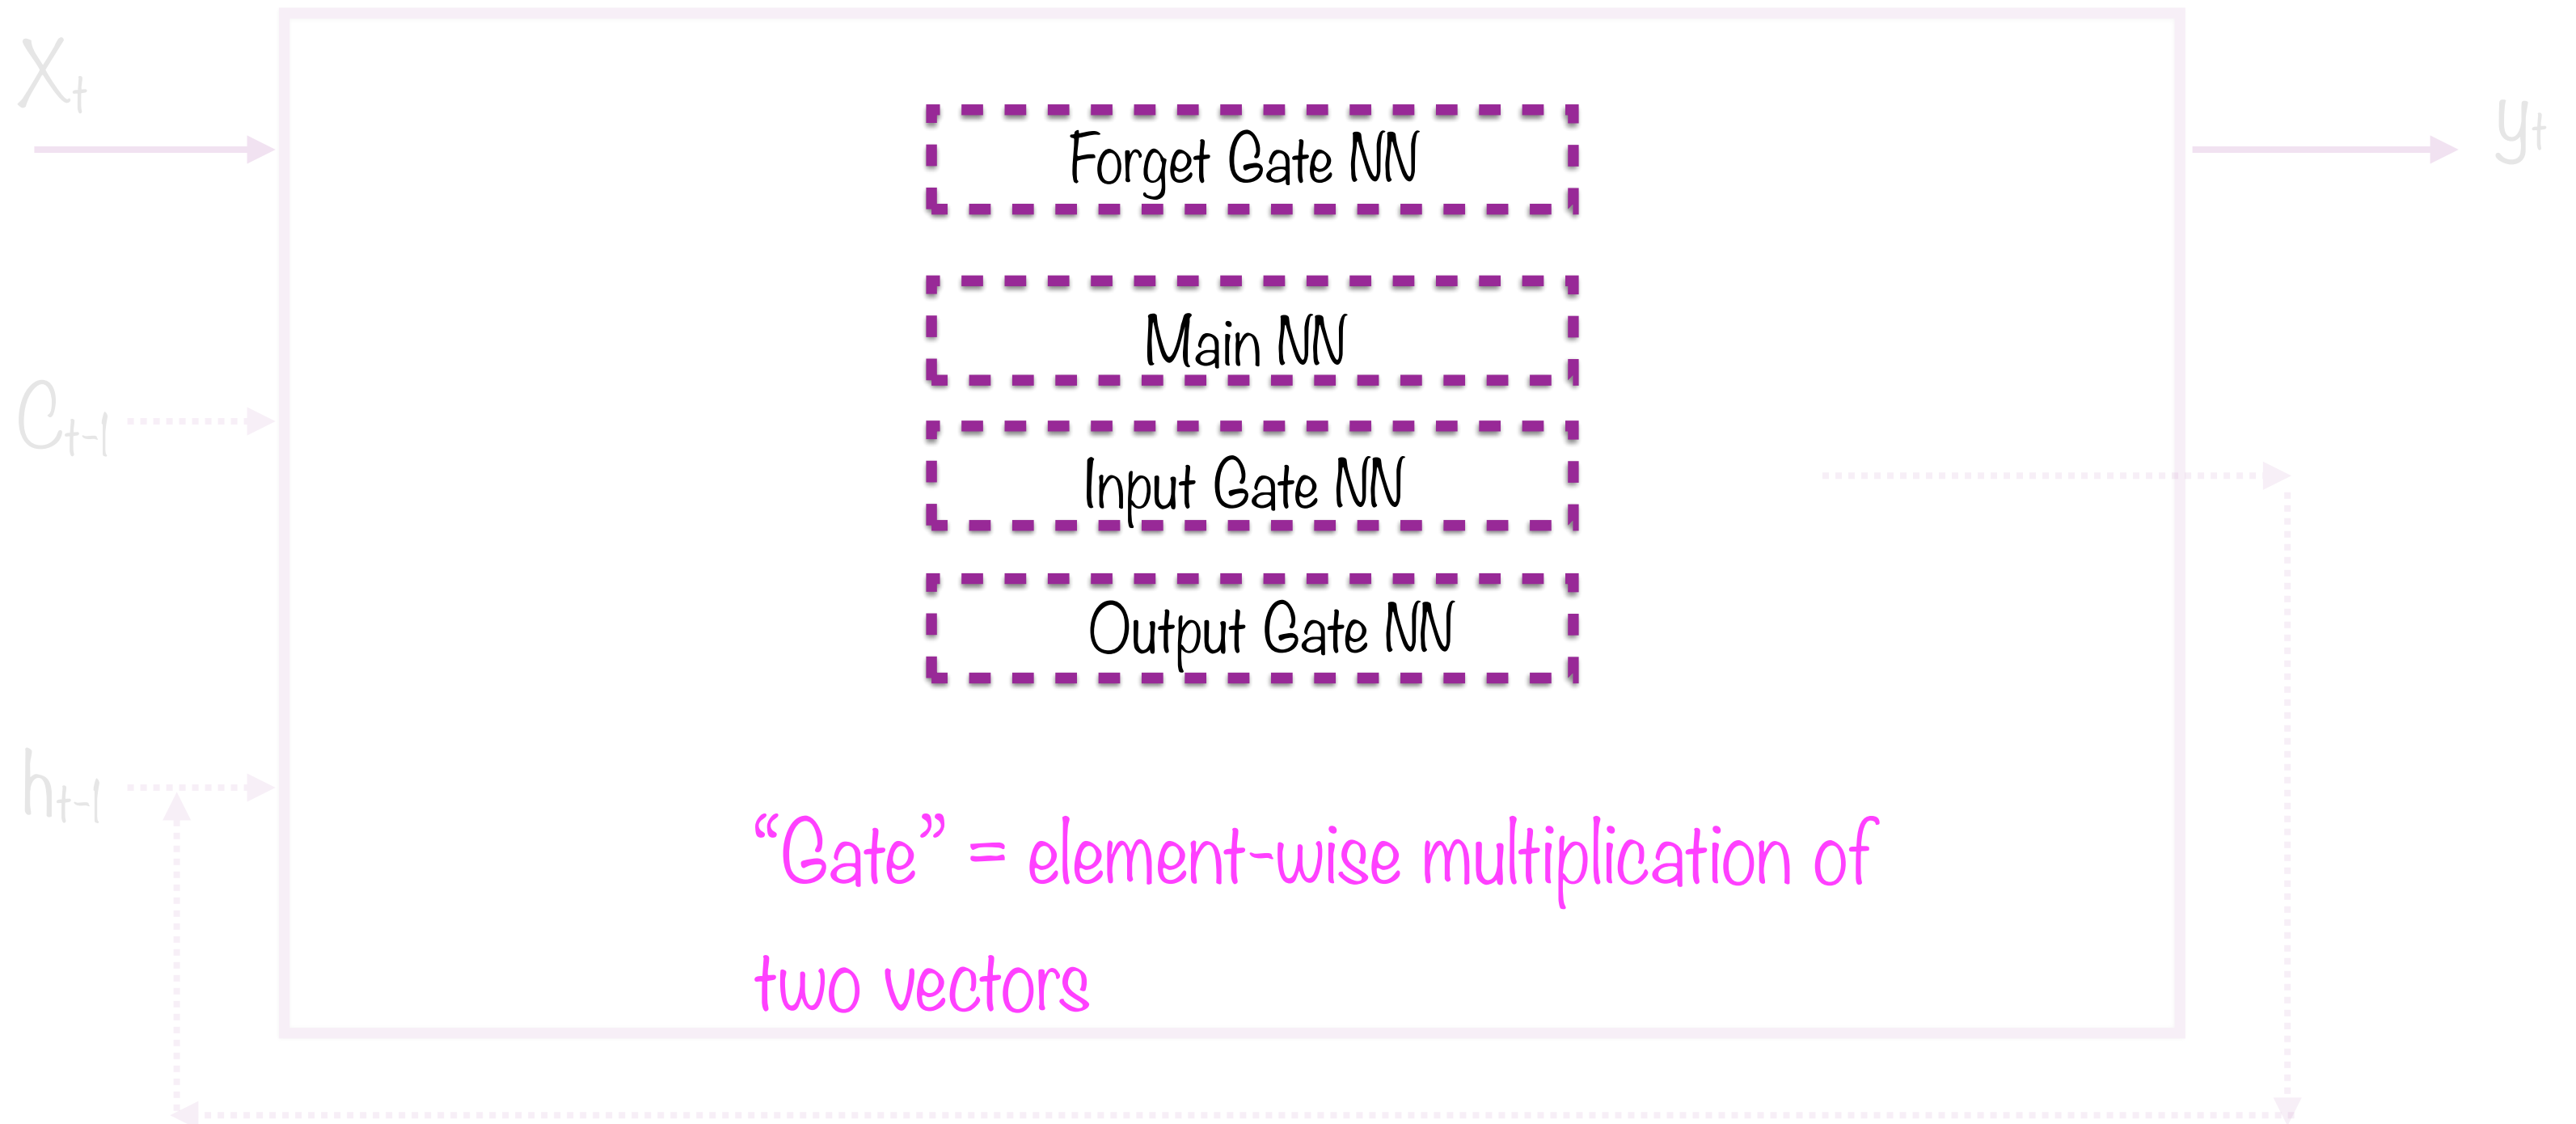 Xt
yt
Forget Gate NN
Main NN
Ct-1
Input Gate NN
Output Gate NN
ht-1
“Gate” = element-wise multiplication of
two vectors